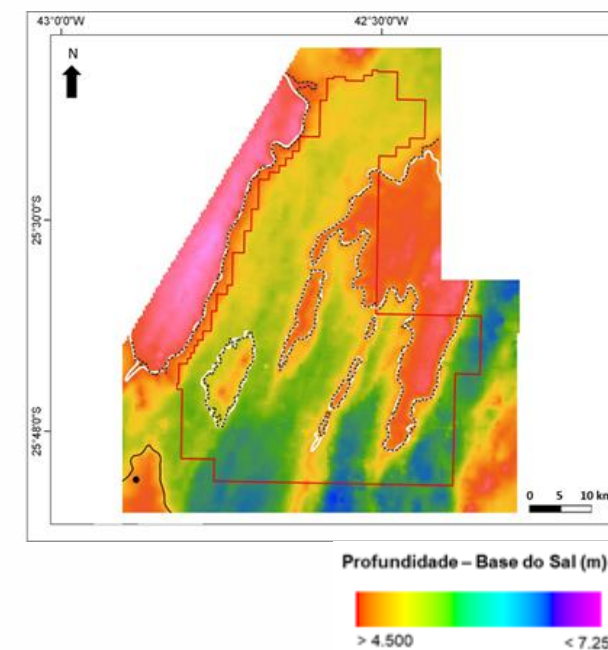 43°0'0"W 42°30'0"W
N
25°30'0"S
25°48'0"S
0 5 10 km
Profundidade – Base do Sal (m)
> 4.500 < 7.25